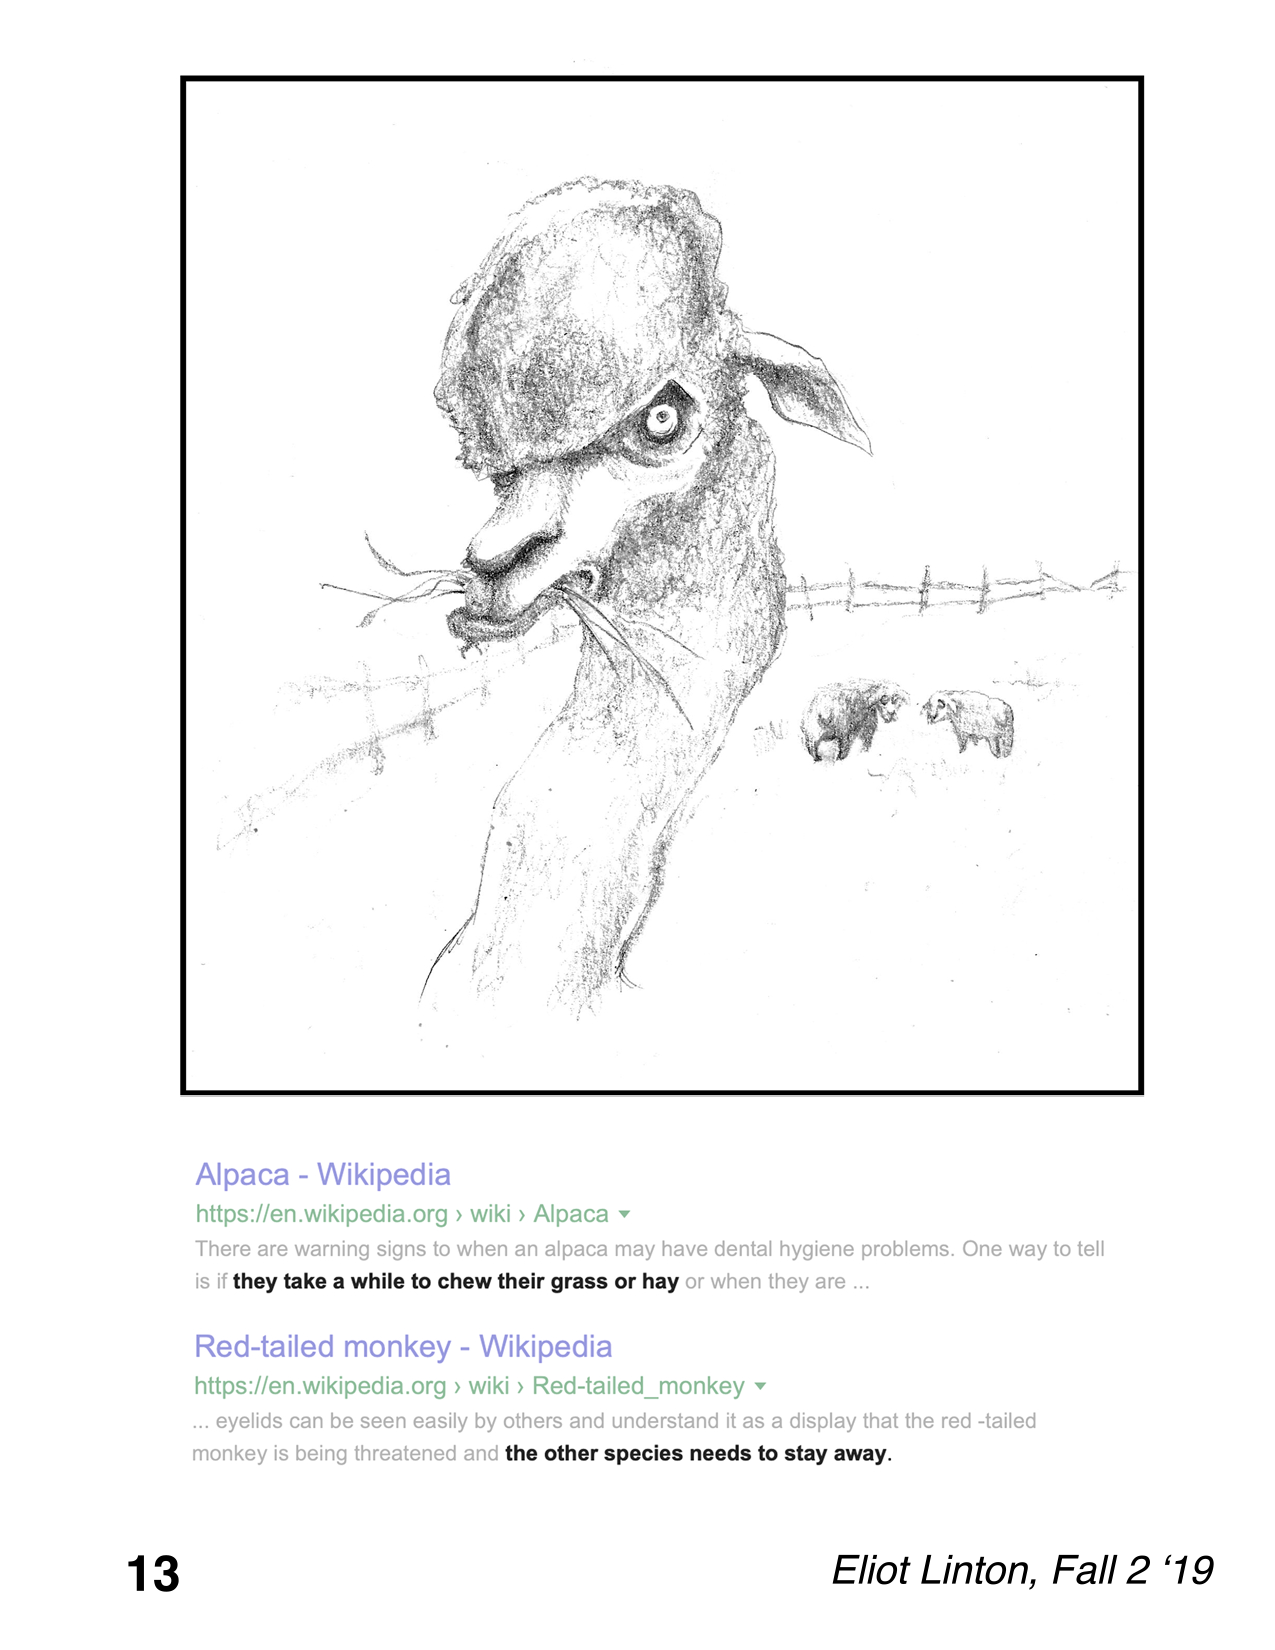 Alpaca - Wikipedia
https://en.wikipedia.org › wiki › Alpaca
There are warning signs to when an alpaca may have dental hygiene problems. One way to tell
is if they take a while to chew their grass or hay or when they are ...
Red-tailed monkey - Wikipedia
https://en.wikipedia.org › wiki › Red-tailed_monkey
... eyelids can be seen easily by others and understand it as a display that the red -tailed
monkey is being threatened and the other species needs to stay away.
13
Eliot Linton, Fall 2 ‘19